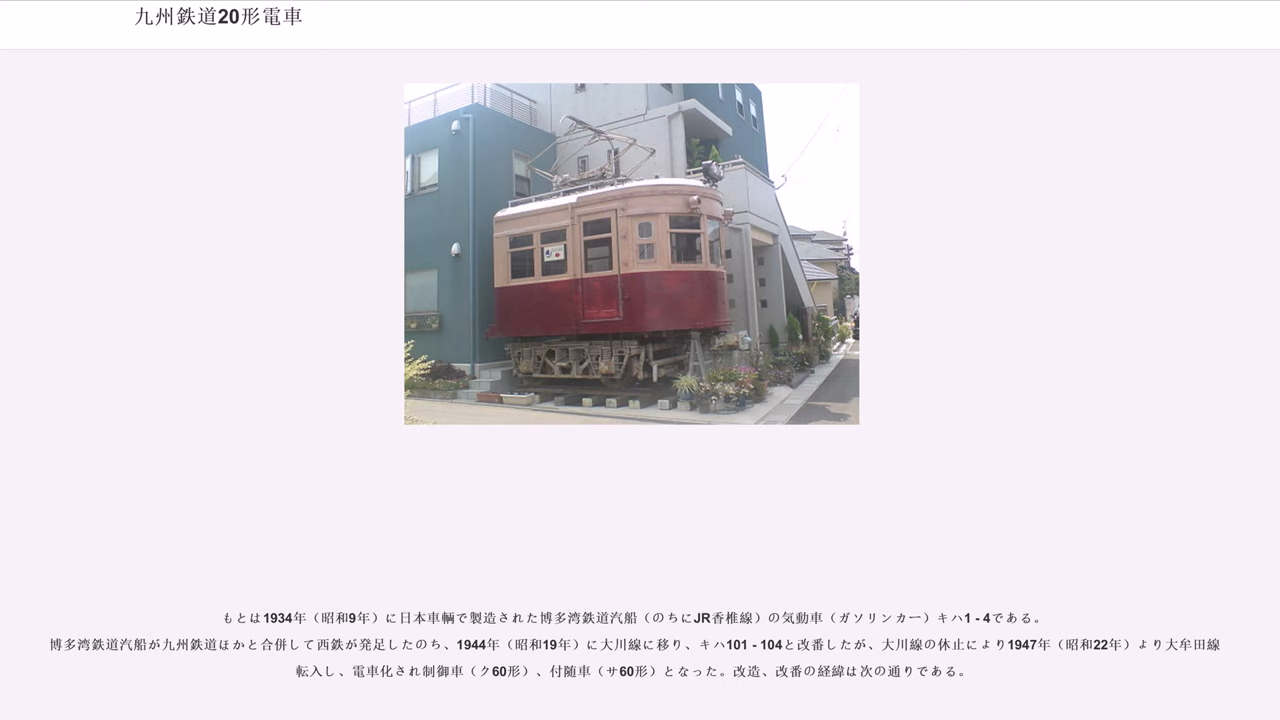 九州鉄道20形電車
もとは1934年（昭和9年）に日本車輌で製造された博多湾鉄道汽船（のちにJR香椎線）の気動車（ガソリンカー）キハ1 - 4である。
博多湾鉄道汽船が九州鉄道ほかと合併して西鉄が発足したのち、1944年（昭和19年）に大川線に移り、キハ101 - 104と改番したが、大川線の休止により1947年（昭和22年）より大牟田線
転入し、電車化され制御車（ク60形）、付随車（サ60形）となった。改造、改番の経緯は次の通りである。